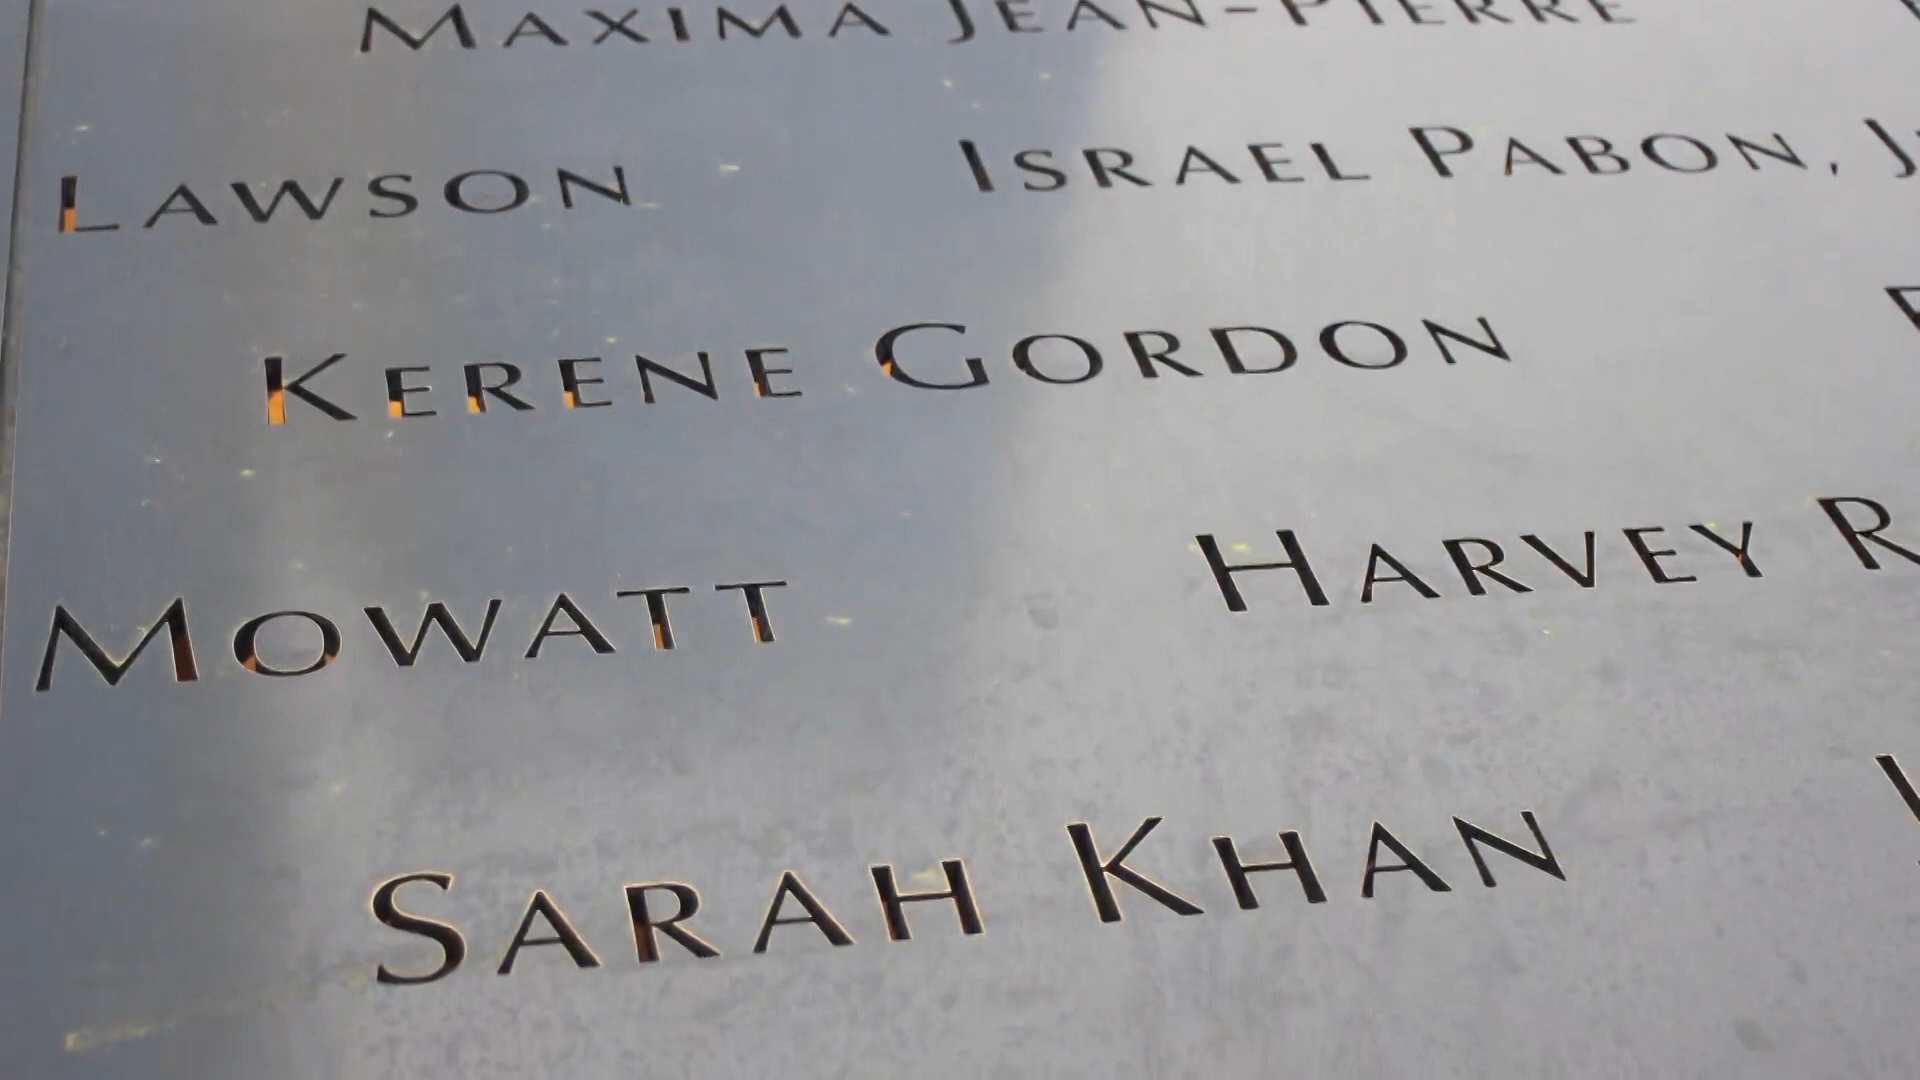 MAXIMA JEAN-PIERRE
LAWSON ISRAEL PABON, J
KERENE GORDON
MOWATT HARVEY R
SARAH KHAN